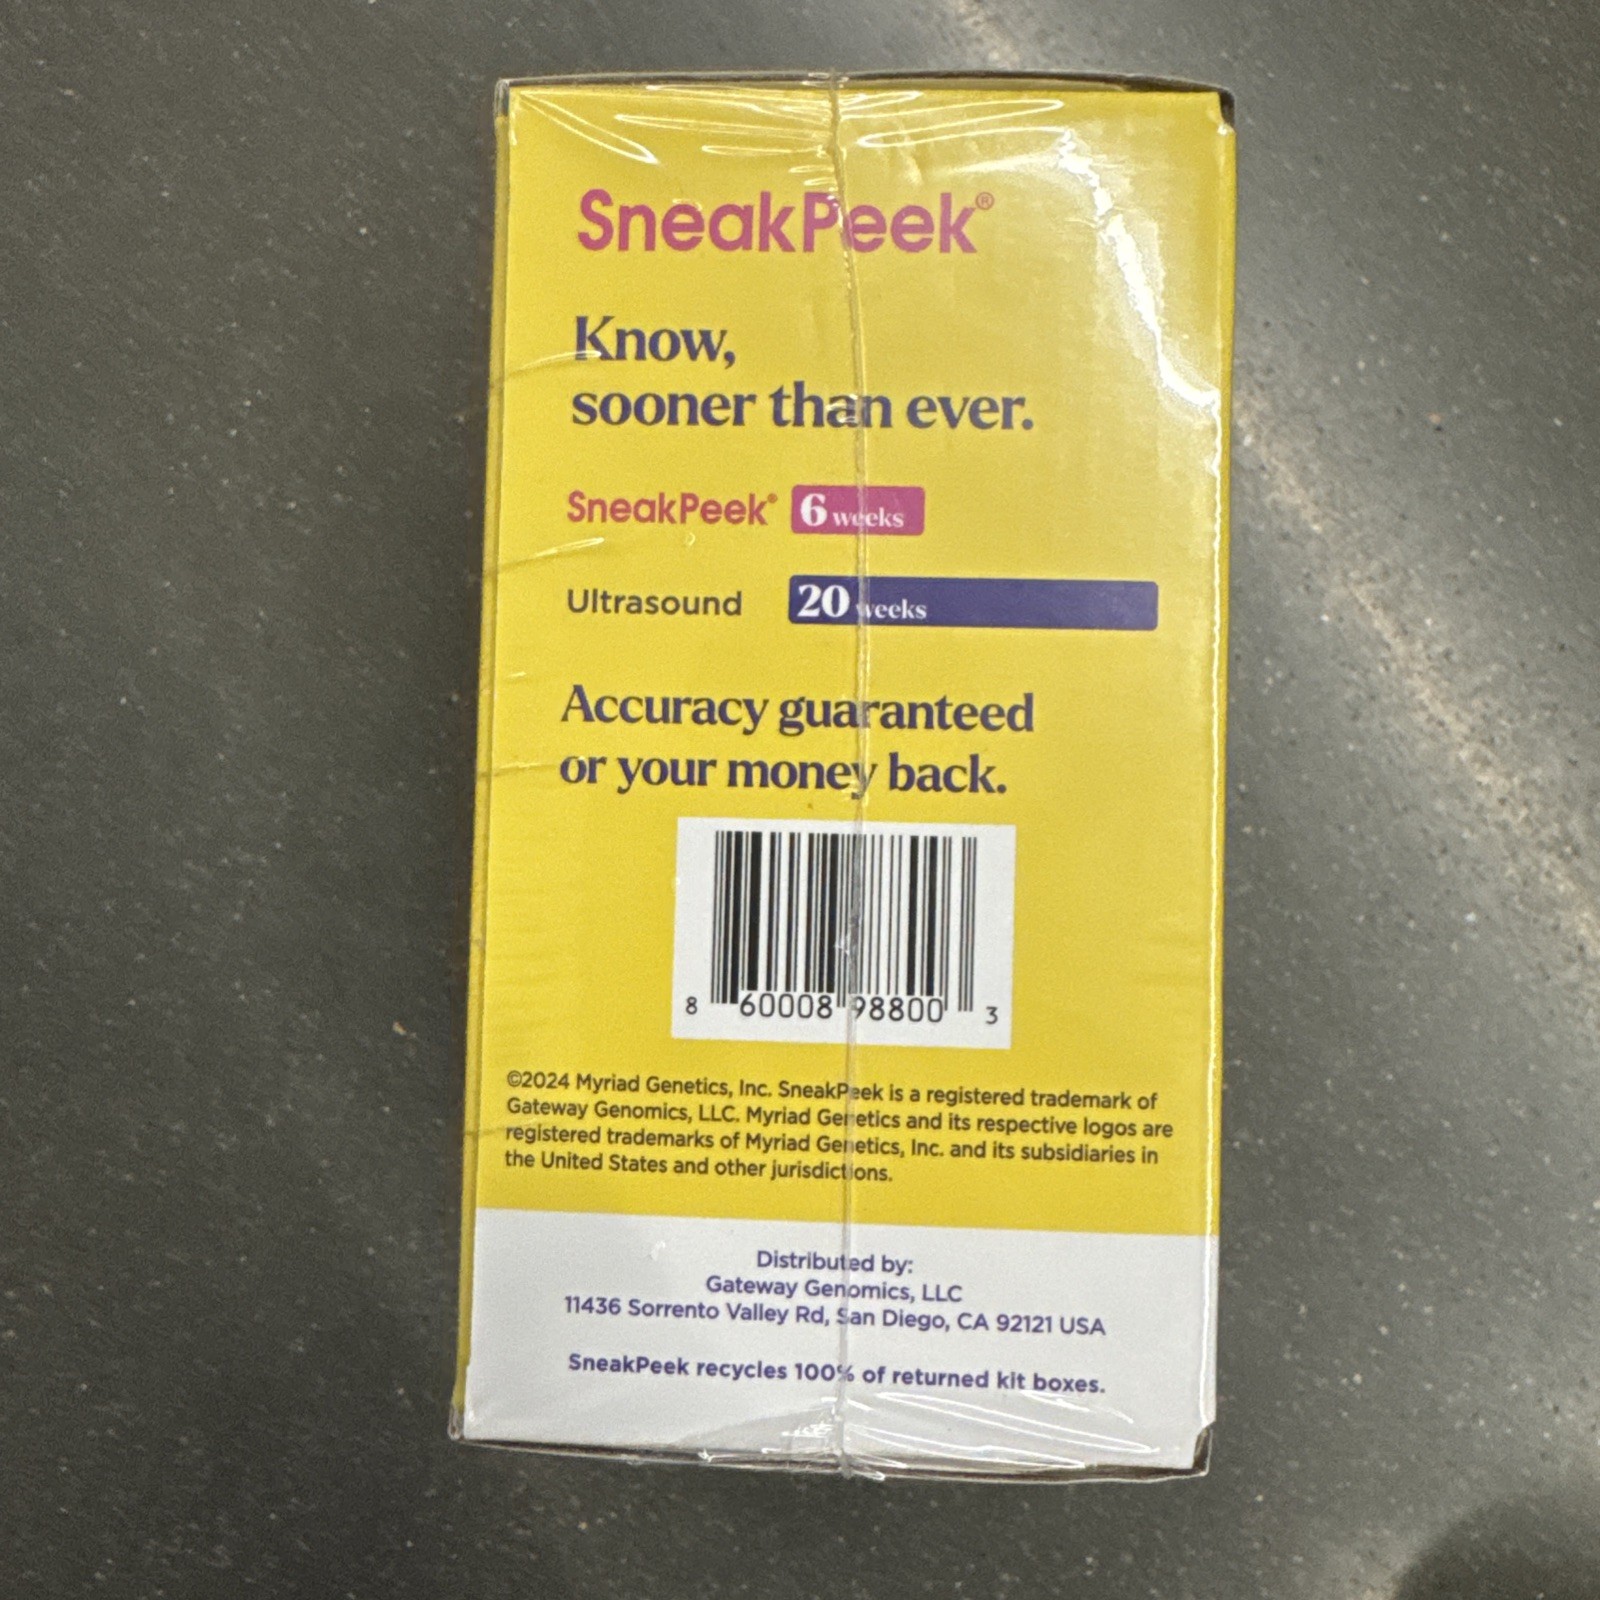 SneakPeek®
Know,
sooner than ever.
SneakPeek® 6 weeks
Ultrasound 20 weeks
Accuracy guaranteed
or your money back.
8 60008 98800 3
©2024 Myriad Genetics, Inc. SneakPeek is a registered trademark of
Gateway Genomics, LLC. Myriad Genetics and its respective logos are
registered trademarks of Myriad Genetics, Inc. and its subsidiaries in
the United States and other jurisdictions.
Distributed by:
Gateway Genomics, LLC
11436 Sorrento Valley Rd, San Diego, CA 92121 USA
SneakPeek recycles 100% of returned kit boxes.